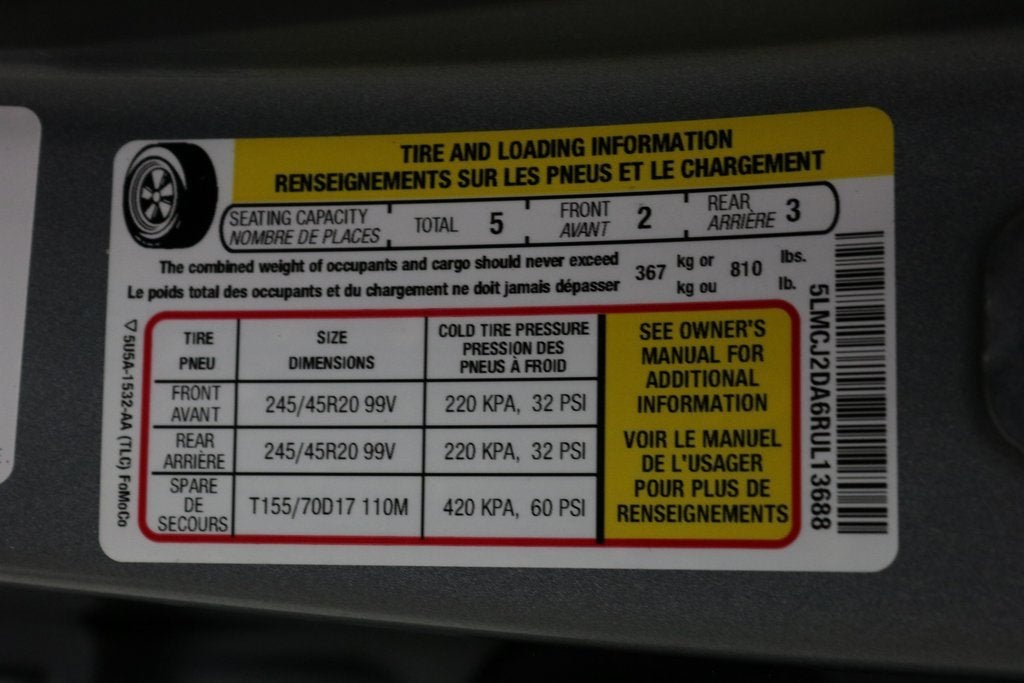 TIRE AND LOADING INFORMATION
RENSEIGNEMENTS SUR LES PNEUS ET LE CHARGEMENT
SEATING CAPACITY TOTAL 5 FRONT 2 REAR 3
NOMBRE DE PLACES AVANT ARRIÈRE
The combined weight of occupants and cargo should never exceed 367 kg or 810 lbs.
Le poids total des occupants et du chargement ne doit jamais dépasser kg ou lb.
TIRE SIZE COLD TIRE PRESSURE
PNEU DIMENSIONS PRESSION DES
PNEUS À FROID
FRONT
AVANT 245/45R20 99V 220 KPA, 32 PSI
REAR
ARRIÈRE 245/45R20 99V 220 KPA, 32 PSI
SPARE
DE
SECOURS T155/70D17 110M 420 KPA, 60 PSI
SEE OWNER'S
MANUAL FOR
ADDITIONAL
INFORMATION
VOIR LE MANUEL
DE L'USAGER
POUR PLUS DE
RENSEIGNEMENTS
5U5A-1532-AA (TLC) FoMoCo
5LMCJ2DA6RUL13688